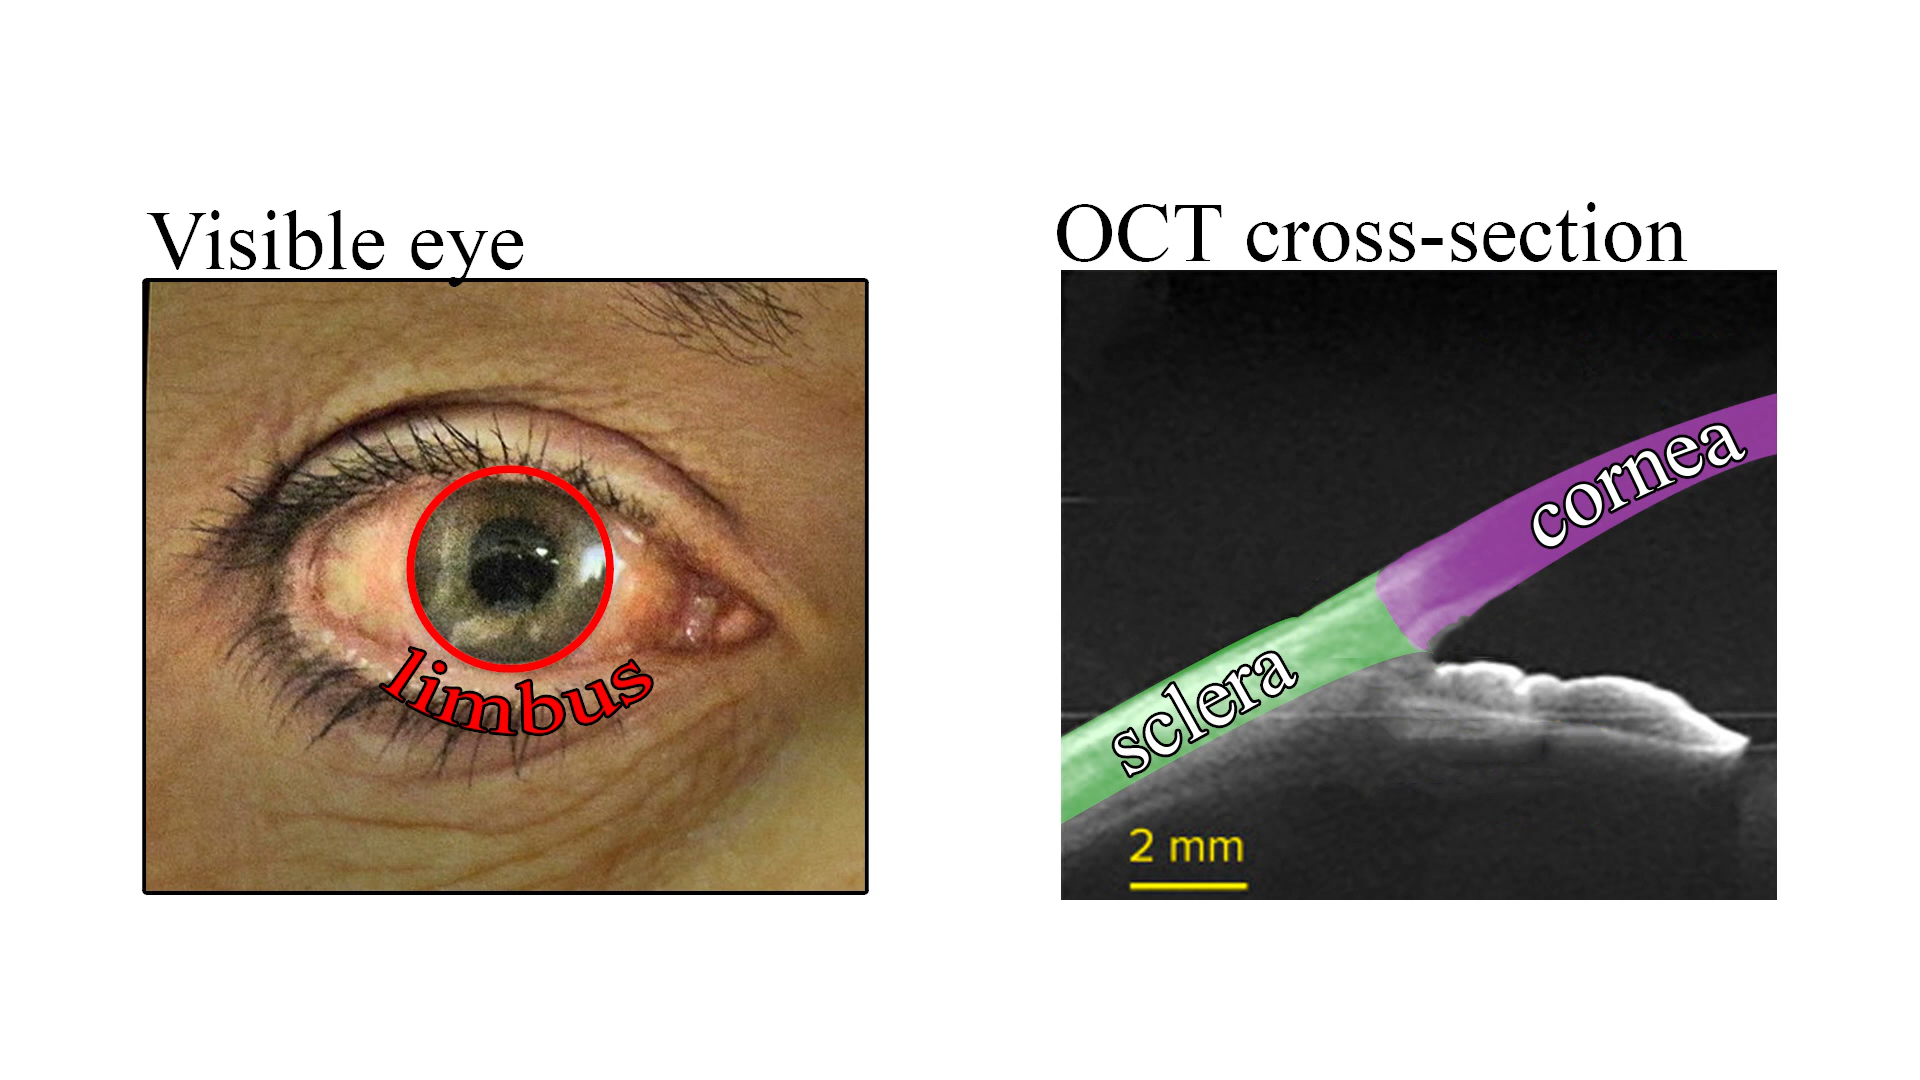 Visible eye
limbus
OCT cross-section
cornea
sclera
2 mm